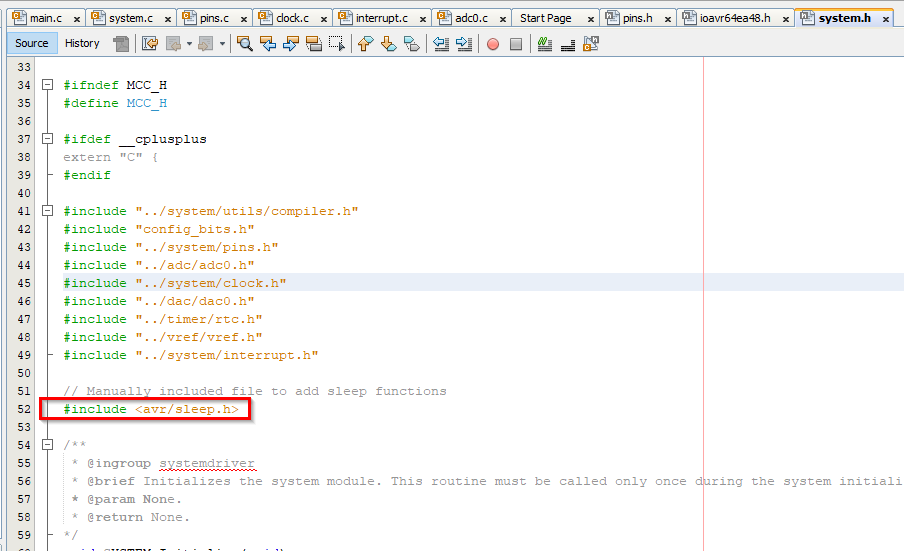 main.c system.c pins.c clock.c interrupt.c adc0.c Start Page pins.h ioavr64ea48.h system.h
Source History
33
34 #ifndef MCC_H
35 #define MCC_H
36
37 #ifdef __cplusplus
38 extern "C" {
39 #endif
40
41 #include "../system/utils/compiler.h"
42 #include "config_bits.h"
43 #include "../system/pins.h"
44 #include "../adc/adc0.h"
45 #include "../system/clock.h"
46 #include "../dac/dac0.h"
47 #include "../timer/rtc.h"
48 #include "../vref/vref.h"
49 #include "../system/interrupt.h"
50
51 // Manually included file to add sleep functions
52 #include <avr/sleep.h>
53
54 /**
55 * @ingroup systemdriver
56 * @brief Initializes the system module. This routine must be called only once during the system initiali
57 * @param None.
58 * @return None.
59 */